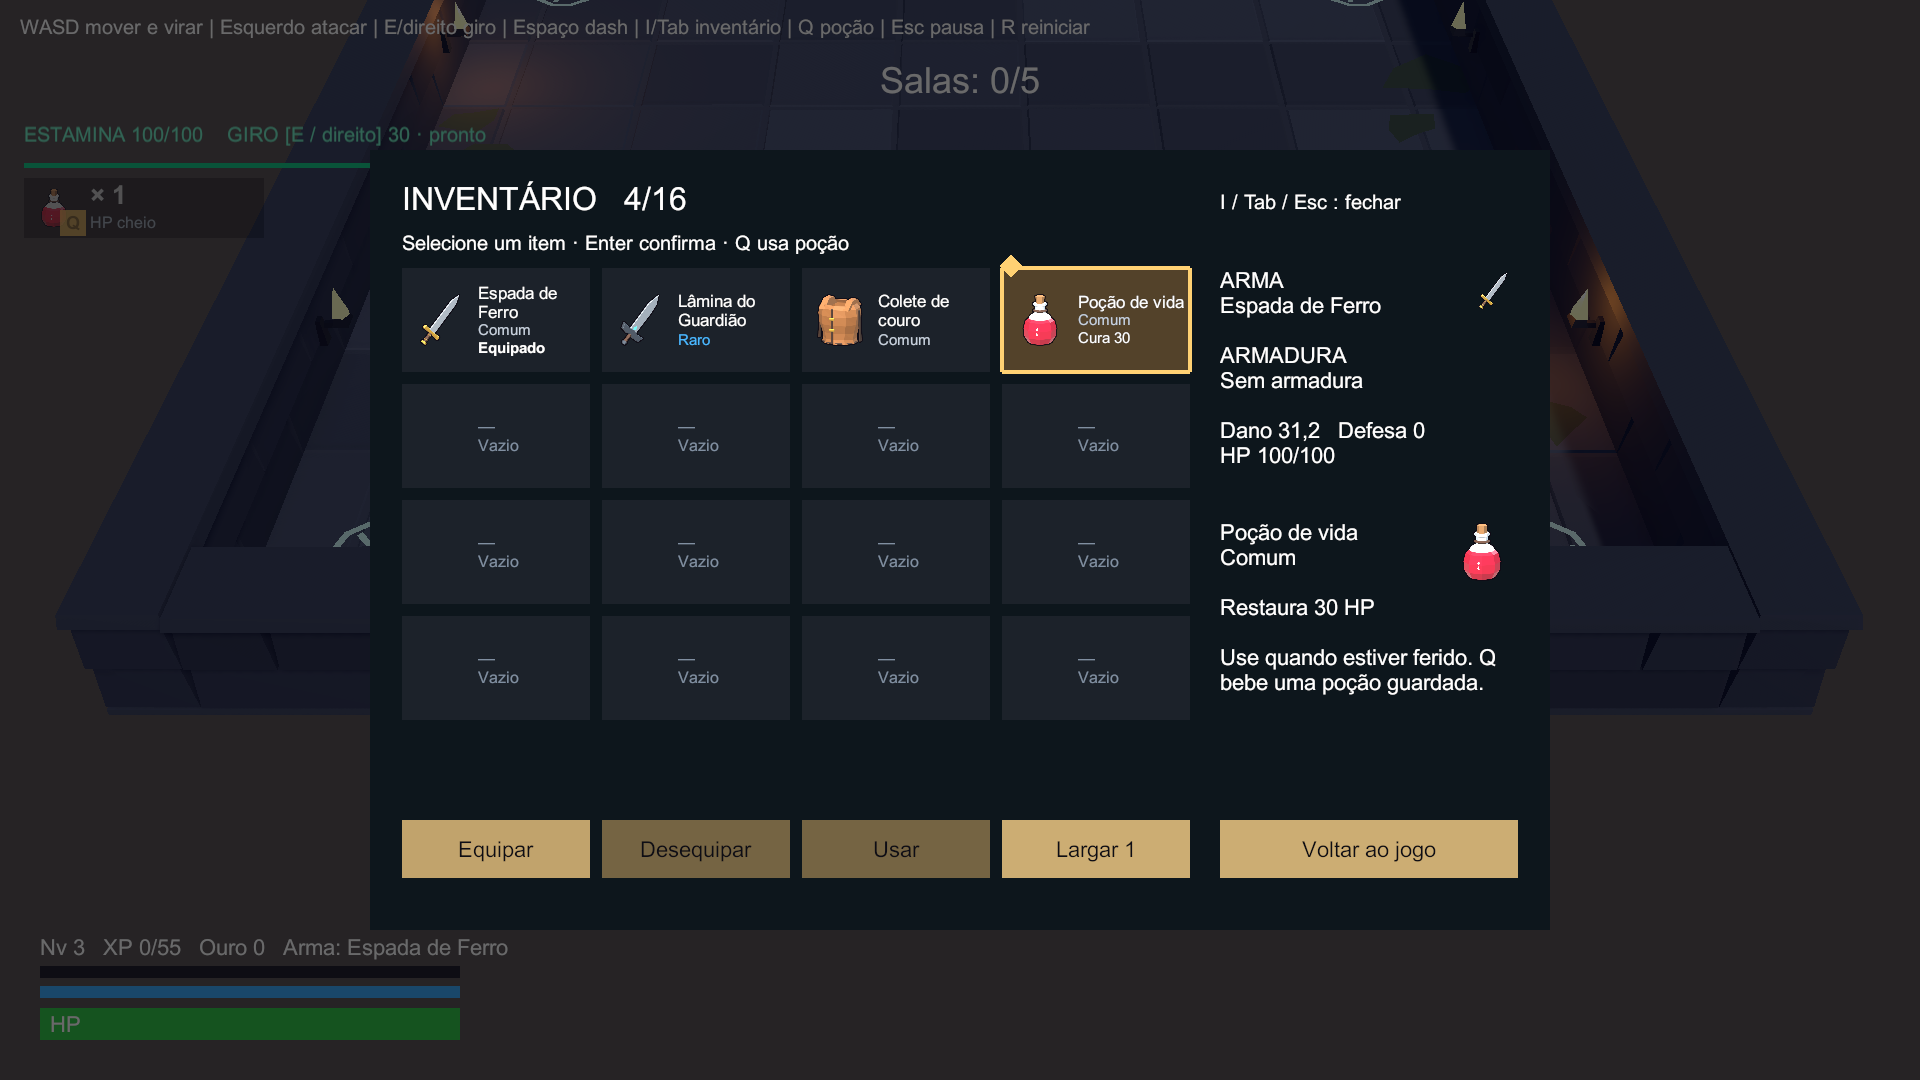 WASD mover e virar | Esquerdo atacar | E/direito giro | Espaço dash | I/Tab inventário | Q poção | Esc pausa | R reiniciar
Salas: 0/5
ESTAMINA 100/100 GIRO [E / direito] 30 · pronto
× 1
Q HP cheio
INVENTÁRIO 4/16
I / Tab / Esc : fechar
Selecione um item · Enter confirma · Q usa poção
Espada de
Ferro
Comum
Equipado
Lâmina do
Guardião
Raro
Colete de
couro
Comum
Poção de vida
Comum
Cura 30
ARMA
Espada de Ferro
ARMADURA
Sem armadura
Dano 31,2 Defesa 0
HP 100/100
— — — —
Vazio Vazio Vazio Vazio
— — — —
Vazio Vazio Vazio Vazio
— — — —
Vazio Vazio Vazio Vazio
Poção de vida
Comum
Restaura 30 HP
Use quando estiver ferido. Q
bebe uma poção guardada.
Equipar Desequipar Usar Largar 1 Voltar ao jogo
Nv 3 XP 0/55 Ouro 0 Arma: Espada de Ferro
HP